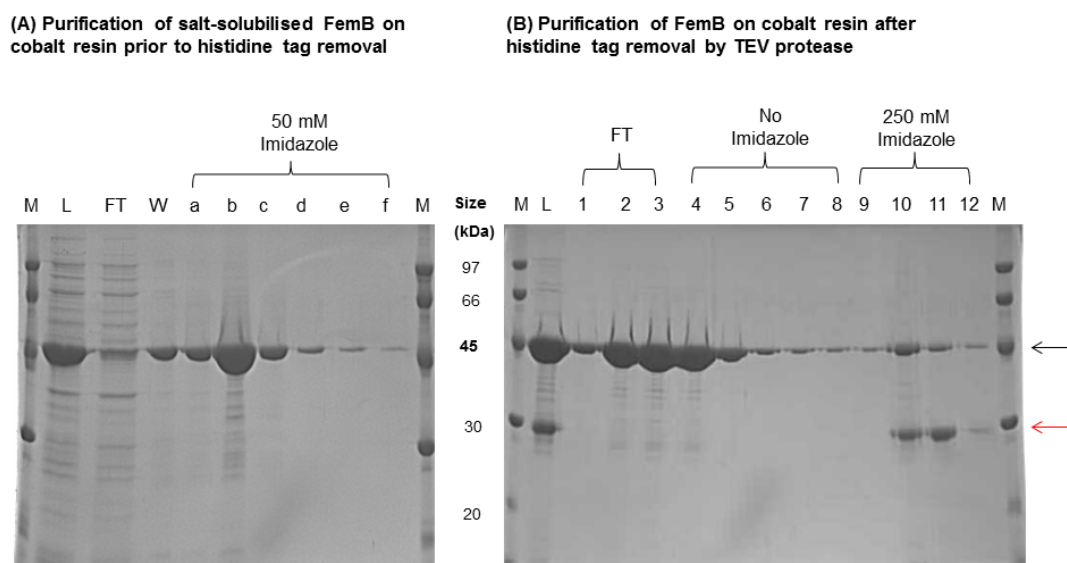 (A) Purification of salt-solubilised FemB on
cobalt resin prior to histidine tag removal
(B) Purification of FemB on cobalt resin after
histidine tag removal by TEV protease
50 mM
Imidazole
M L FT W a b c d e f M
Size
(kDa)
97
66
45
30
20
FT
No
Imidazole
250 mM
Imidazole
M L 1 2 3 4 5 6 7 8 9 10 11 12 M